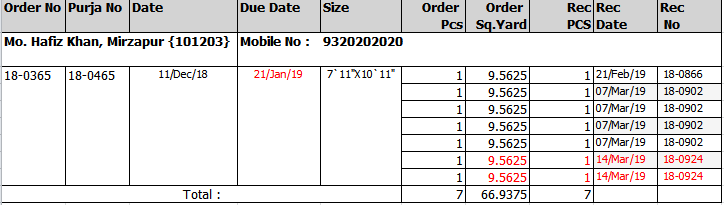 Order No Purja No Date Due Date Size Order Pcs Order Sq.Yard Rec PCS Rec Date Rec No
Mo. Hafiz Khan, Mirzapur {101203} Mobile No : 9320202020
18-0365 18-0465 11/Dec/18 21/Jan/19 7`11"X10`11" 1 9.5625 1 21/Feb/19 18-0866
1 9.5625 1 07/Mar/19 18-0902
1 9.5625 1 07/Mar/19 18-0902
1 9.5625 1 07/Mar/19 18-0902
1 9.5625 1 07/Mar/19 18-0902
1 9.5625 1 14/Mar/19 18-0924
1 9.5625 1 14/Mar/19 18-0924
Total : 7 66.9375 7